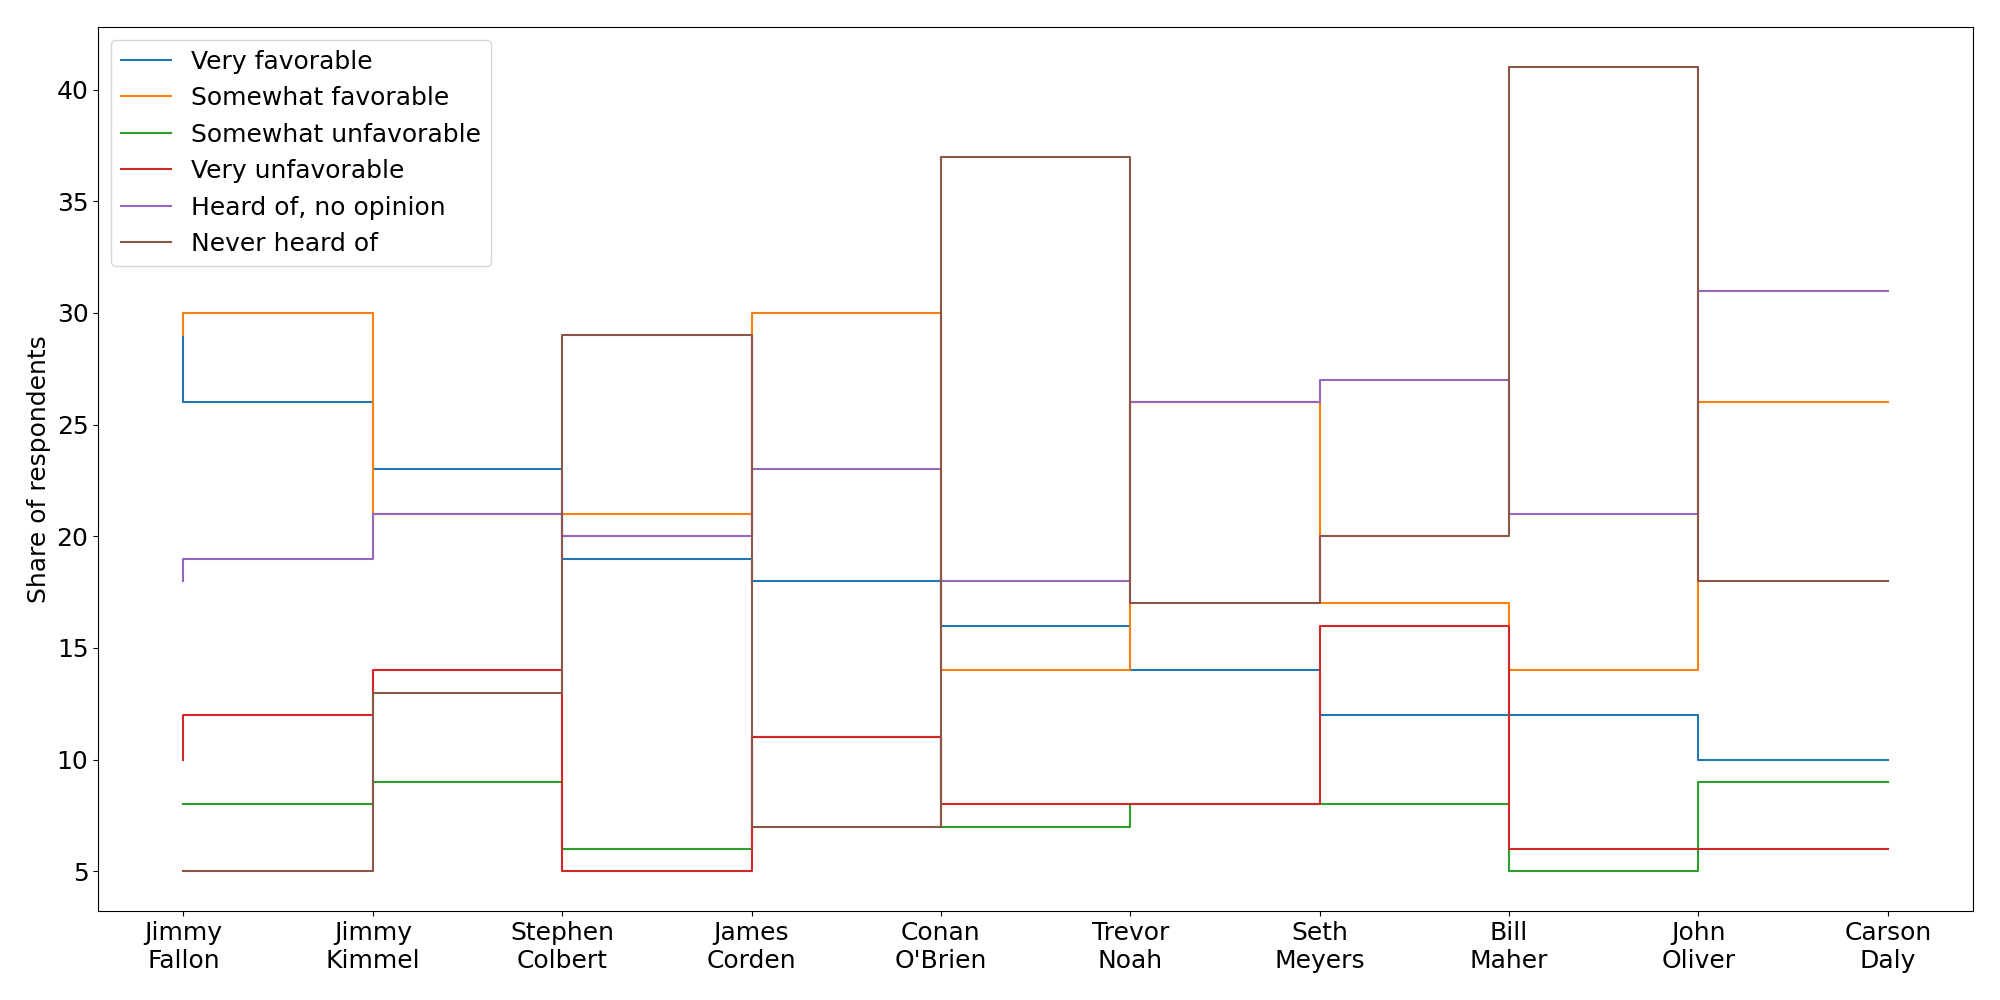 Very favorable
Somewhat favorable
Somewhat unfavorable
Very unfavorable
Heard of, no opinion
Never heard of
Share of respondents
40
35
30
25
20
15
10
5
Jimmy Fallon
Jimmy Kimmel
Stephen Colbert
James Corden
Conan O'Brien
Trevor Noah
Seth Meyers
Bill Maher
John Oliver
Carson Daly